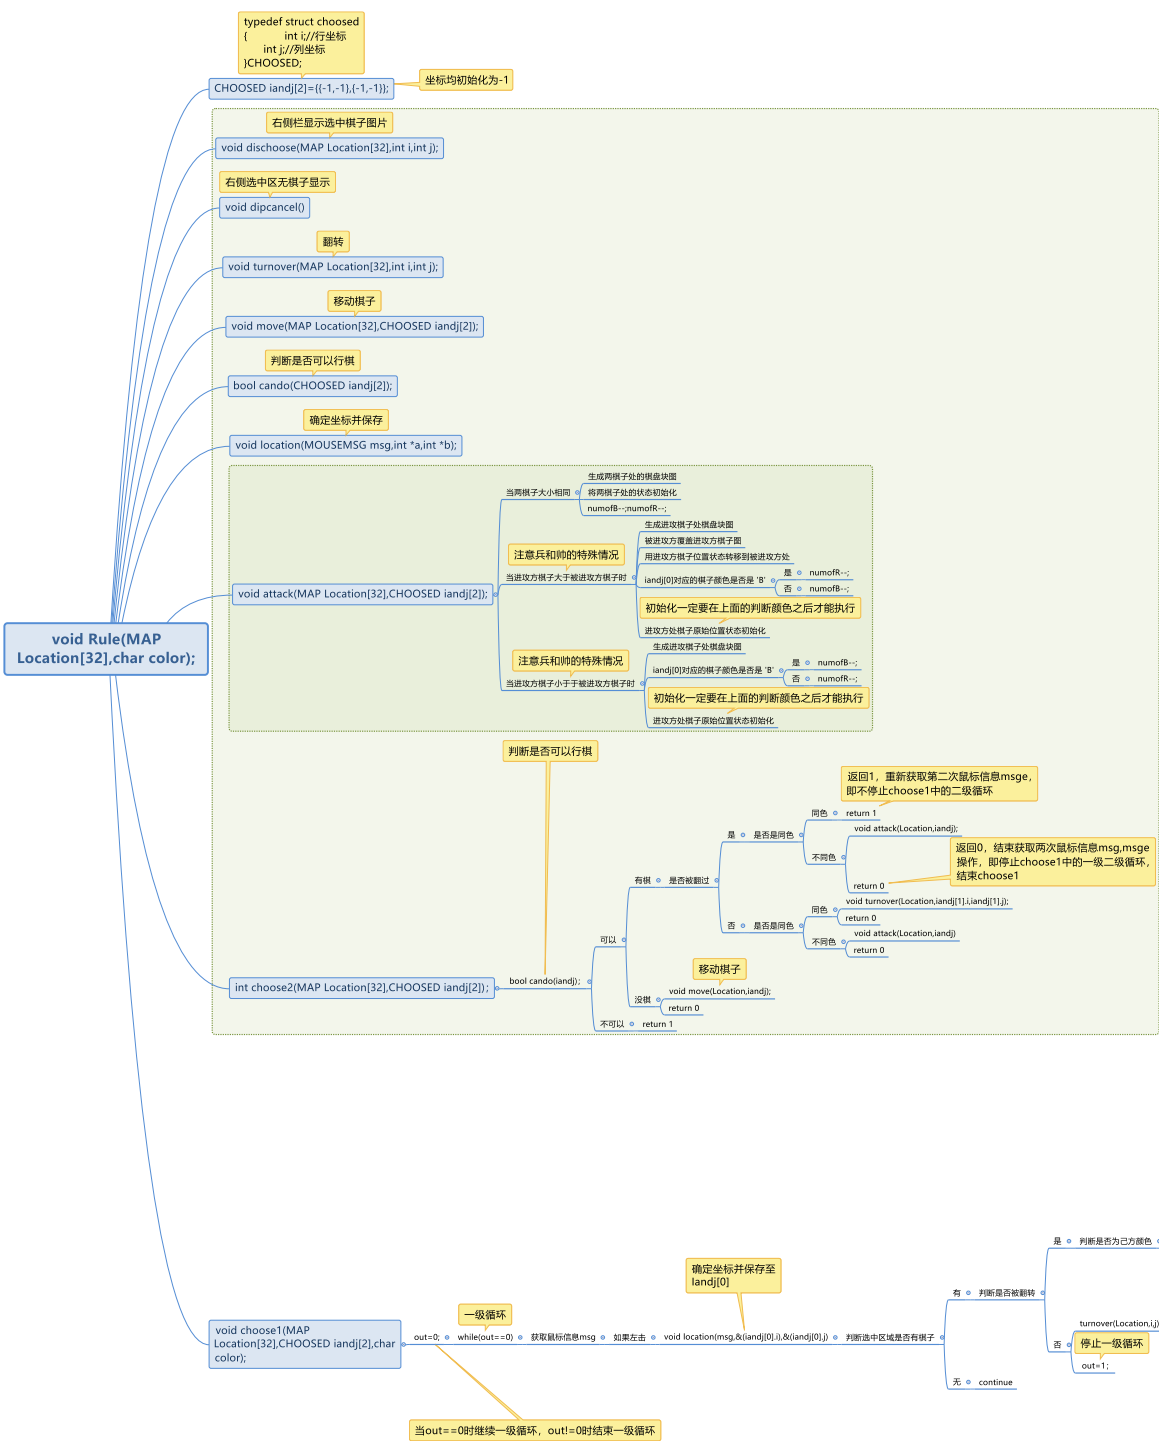 typedef struct choosed
{ int i;//行坐标
int j;//列坐标
}CHOOSED;
CHOOSED iandj[2]={{-1,-1},{-1,-1}};
坐标均初始化为-1
右侧栏显示选中棋子图片
void dischoose(MAP Location[32],int i,int j);
右侧选中区无棋子显示
void dipcancel()
翻转
void turnover(MAP Location[32],int i,int j);
移动棋子
void move(MAP Location[32],CHOOSED iandj[2]);
判断是否可以行棋
bool cando(CHOOSED iandj[2]);
确定坐标并保存
void location(MOUSEMSG msg,int *a,int *b);
void Rule(MAP
Location[32],char color);
void attack(MAP Location[32],CHOOSED iandj[2]);
当两棋子大小相同
生成两棋子处的棋盘块图
将两棋子处的状态初始化
numofB--;numofR--;
注意兵和帅的特殊情况
当进攻方棋子大于被进攻方棋子时
生成进攻棋子处棋盘块图
被进攻方覆盖进攻方棋子图
用进攻方棋子位置状态转移到被进攻方处
iandj[0]对应的棋子颜色是否是 'B'
是
numofR--;
否
numofB--;
初始化一定要在上面的判断颜色之后才能执行
进攻方处棋子原始位置状态初始化
注意兵和帅的特殊情况
当进攻方棋子小于于被进攻方棋子时
生成进攻棋子处棋盘块图
iandj[0]对应的棋子颜色是否是 'B'
是
numofB--;
否
numofR--;
初始化一定要在上面的判断颜色之后才能执行
进攻方处棋子原始位置状态初始化
int choose2(MAP Location[32],CHOOSED iandj[2]);
判断是否可以行棋
bool cando(iandj);
可以
有棋
是否被翻过
是
是否是同色
同色
return 1
返回1，重新获取第二次鼠标信息msge,
即不停止choose1中的二级循环
不同色
void attack(Location,iandj);
return 0
返回0，结束获取两次鼠标信息msg,msge
操作，即停止choose1中的一级二级循环，
结束choose1
否
是否是同色
同色
void turnover(Location,iandj[1].i,iandj[1].j);
return 0
不同色
void attack(Location,iandj)
return 0
没棋
移动棋子
void move(Location,iandj);
return 0
不可以
return 1
void choose1(MAP
Location[32],CHOOSED iandj[2],char
color);
out=0;
当out==0时继续一级循环，out!=0时结束一级循环
一级循环
while(out==0)
获取鼠标信息msg
如果左击
确定坐标并保存至
Iandj[0]
void location(msg,&(iandj[0].i),&(iandj[0].j)
判断选中区域是否有棋子
有
判断是否被翻转
是
判断是否为己方颜色
否
turnover(Location,i,j)
停止一级循环
out=1;
无
continue